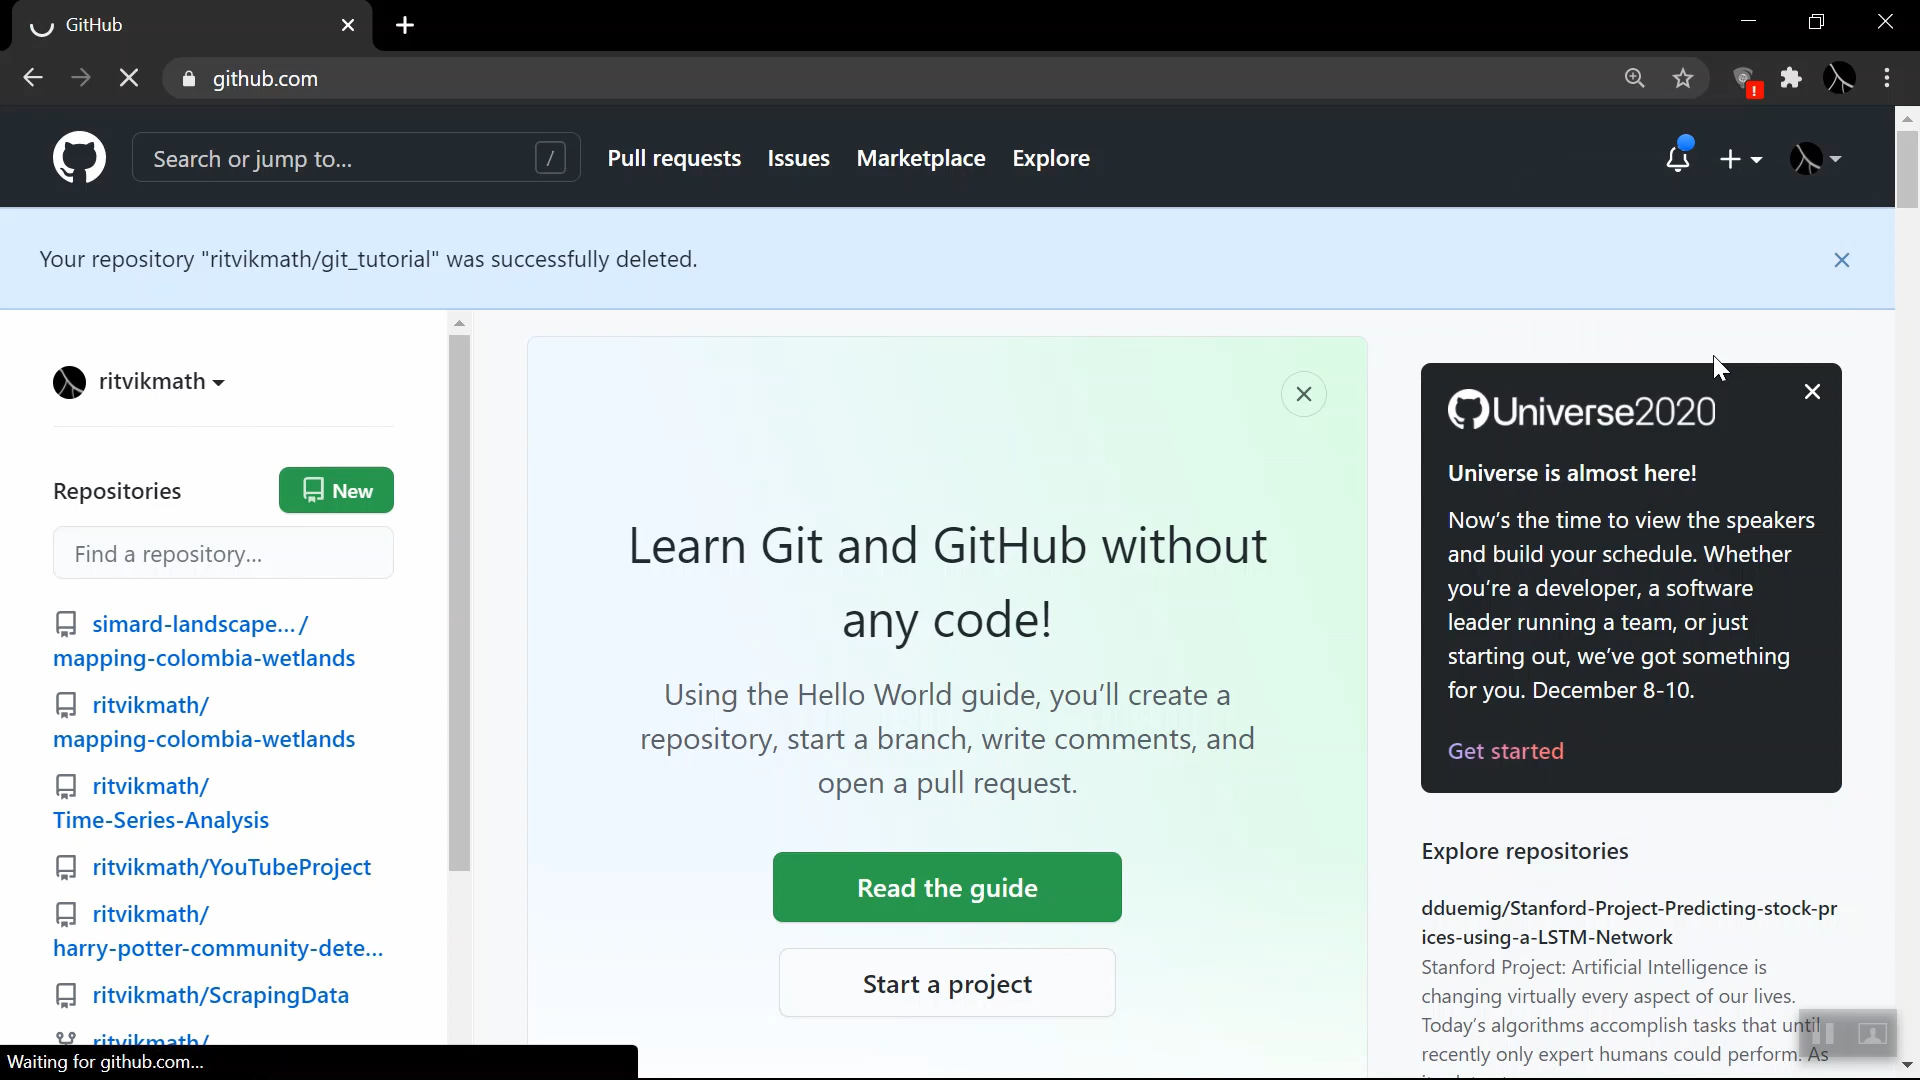 GitHub
github.com
Search or jump to...
/
Pull requests
Issues
Marketplace
Explore
Your repository "ritvikmath/git_tutorial" was successfully deleted.
ritvikmath
Repositories
New
Find a repository...
simard-landscape... /
mapping-colombia-wetlands
ritvikmath/
mapping-colombia-wetlands
ritvikmath/
Time-Series-Analysis
ritvikmath/YouTubeProject
ritvikmath/
harry-potter-community-dete...
ritvikmath/ScrapingData
ritvikmath/
Waiting for github.com...
Learn Git and GitHub without
any code!
Using the Hello World guide, you'll create a
repository, start a branch, write comments, and
open a pull request.
Read the guide
Start a project
Universe2020
Universe is almost here!
Now's the time to view the speakers
and build your schedule. Whether
you're a developer, a software
leader running a team, or just
starting out, we've got something
for you. December 8-10.
Get started
Explore repositories
dduemig/Stanford-Project-Predicting-stock-pr
ices-using-a-LSTM-Network
Stanford Project: Artificial Intelligence is
changing virtually every aspect of our lives.
Today's algorithms accomplish tasks that until
recently only expert humans could perform. As